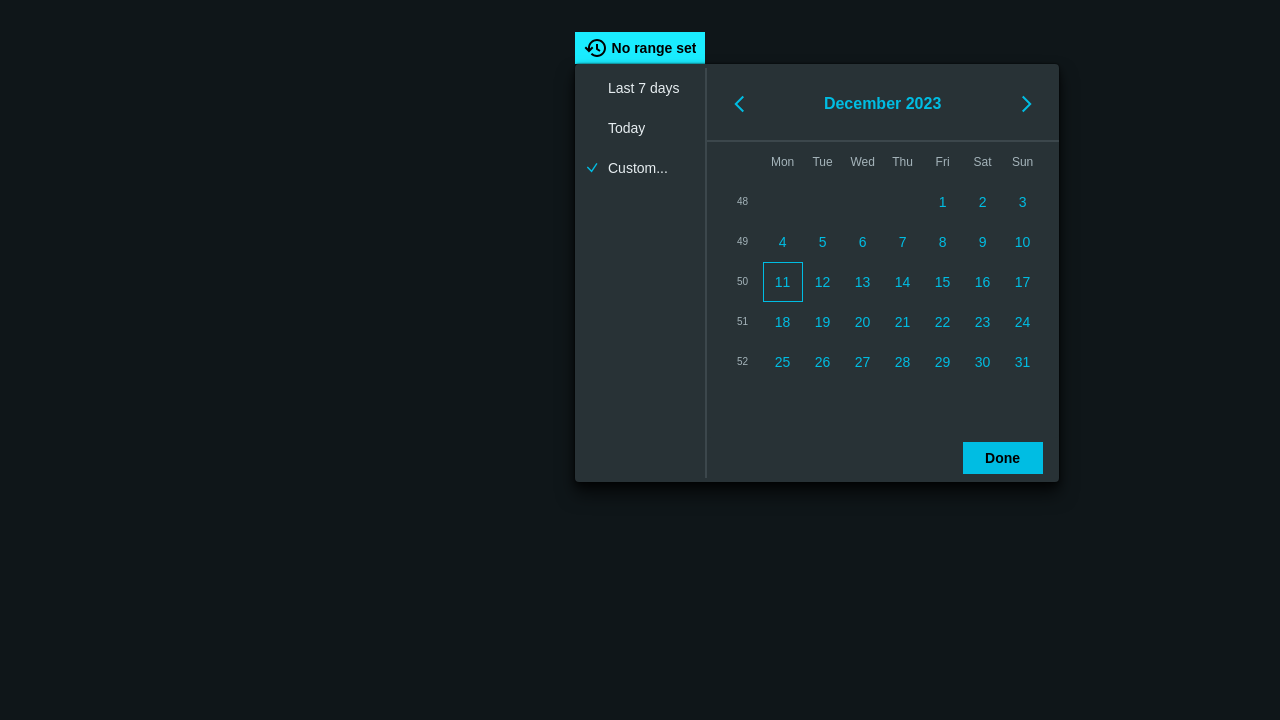 No range set
Last 7 days
Today
Custom...
December 2023
Mon Tue Wed Thu Fri Sat Sun
48 1 2 3
49 4 5 6 7 8 9 10
50 11 12 13 14 15 16 17
51 18 19 20 21 22 23 24
52 25 26 27 28 29 30 31
Done